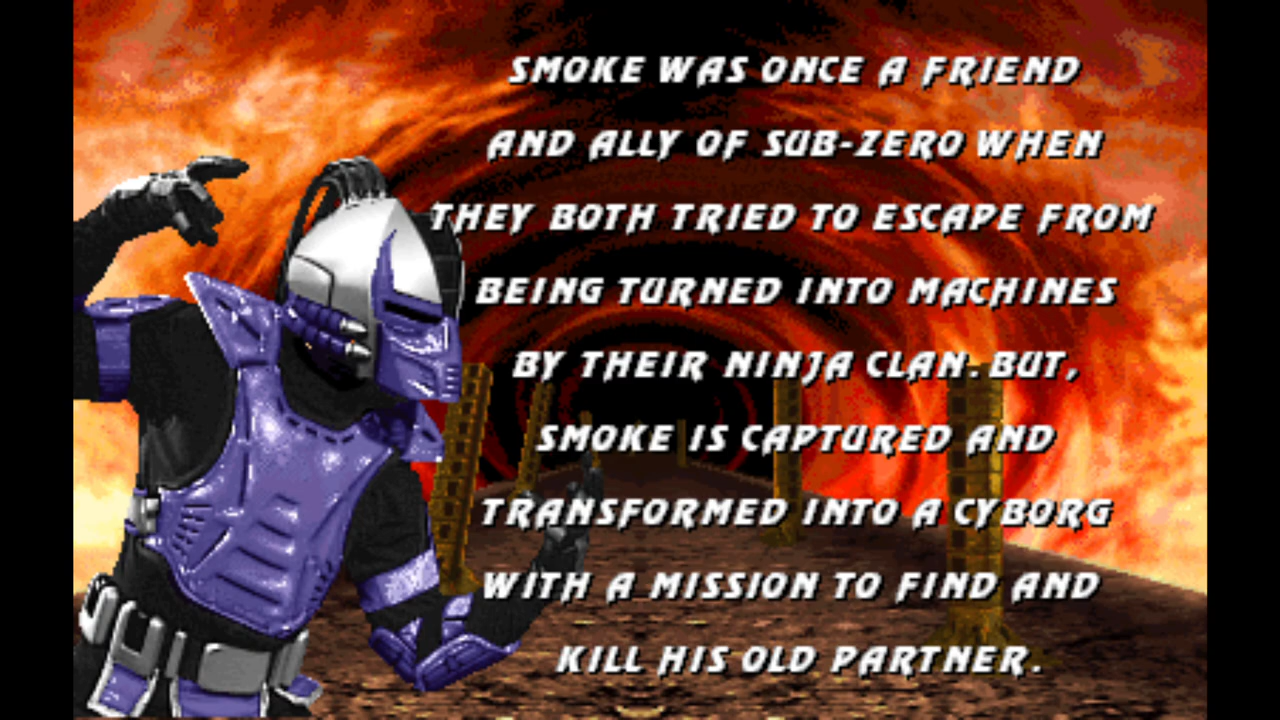 SMOKE WAS ONCE A FRIEND
AND ALLY OF SUB-ZERO WHEN
THEY BOTH TRIED TO ESCAPE FROM
BEING TURNED INTO MACHINES
BY THEIR NINJA CLAN. BUT,
SMOKE IS CAPTURED AND
TRANSFORMED INTO A CYBORG
WITH A MISSION TO FIND AND
KILL HIS OLD PARTNER.